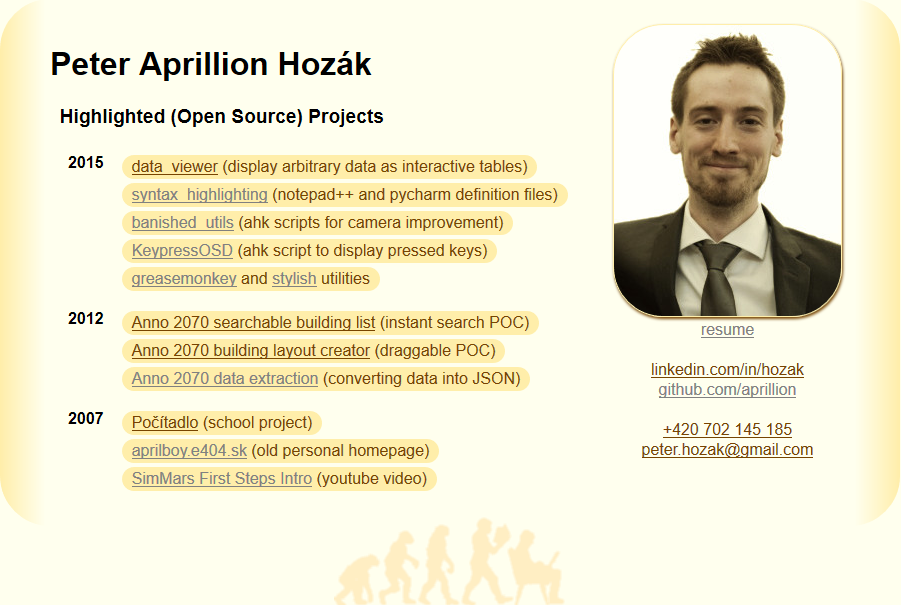 Peter Aprillion Hozák
Highlighted (Open Source) Projects
2015
data_viewer (display arbitrary data as interactive tables)
syntax_highlighting (notepad++ and pycharm definition files)
banished_utils (ahk scripts for camera improvement)
KeypressOSD (ahk script to display pressed keys)
greasemonkey and stylish utilities
2012
Anno 2070 searchable building list (instant search POC)
Anno 2070 building layout creator (draggable POC)
Anno 2070 data extraction (converting data into JSON)
2007
Počítadlo (school project)
aprilboy.e404.sk (old personal homepage)
SimMars First Steps Intro (youtube video)
resume
linkedin.com/in/hozak
github.com/aprillion
+420 702 145 185
peter.hozak@gmail.com